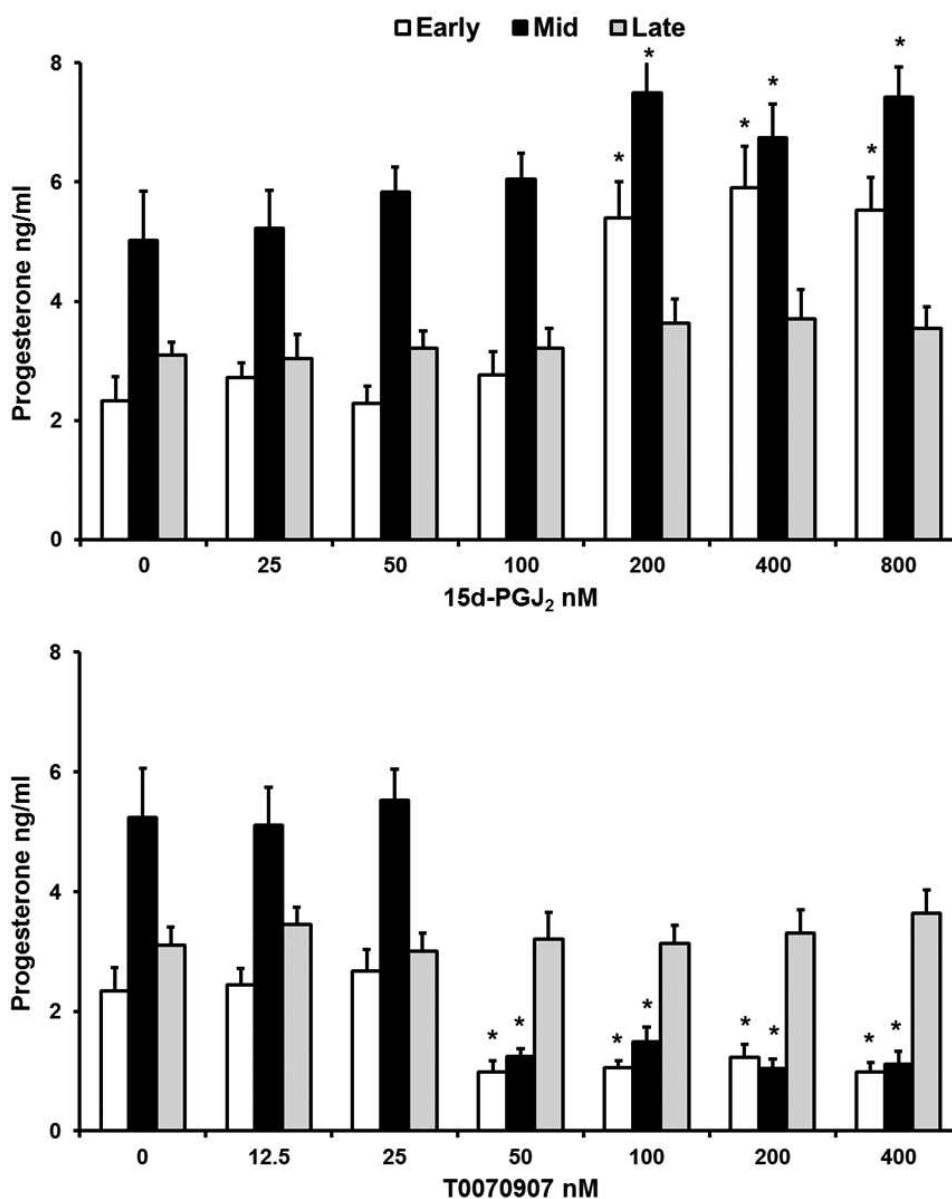 Early Mid Late
* *
8 * *
* *
Progesterone ng/ml
6
4
2
0
0 25 50 100 200 400 800
15d-PGJ₂ nM
8
6
Progesterone ng/ml
4
2
* * * * * * * *
0
0 12.5 25 50 100 200 400
T0070907 nM